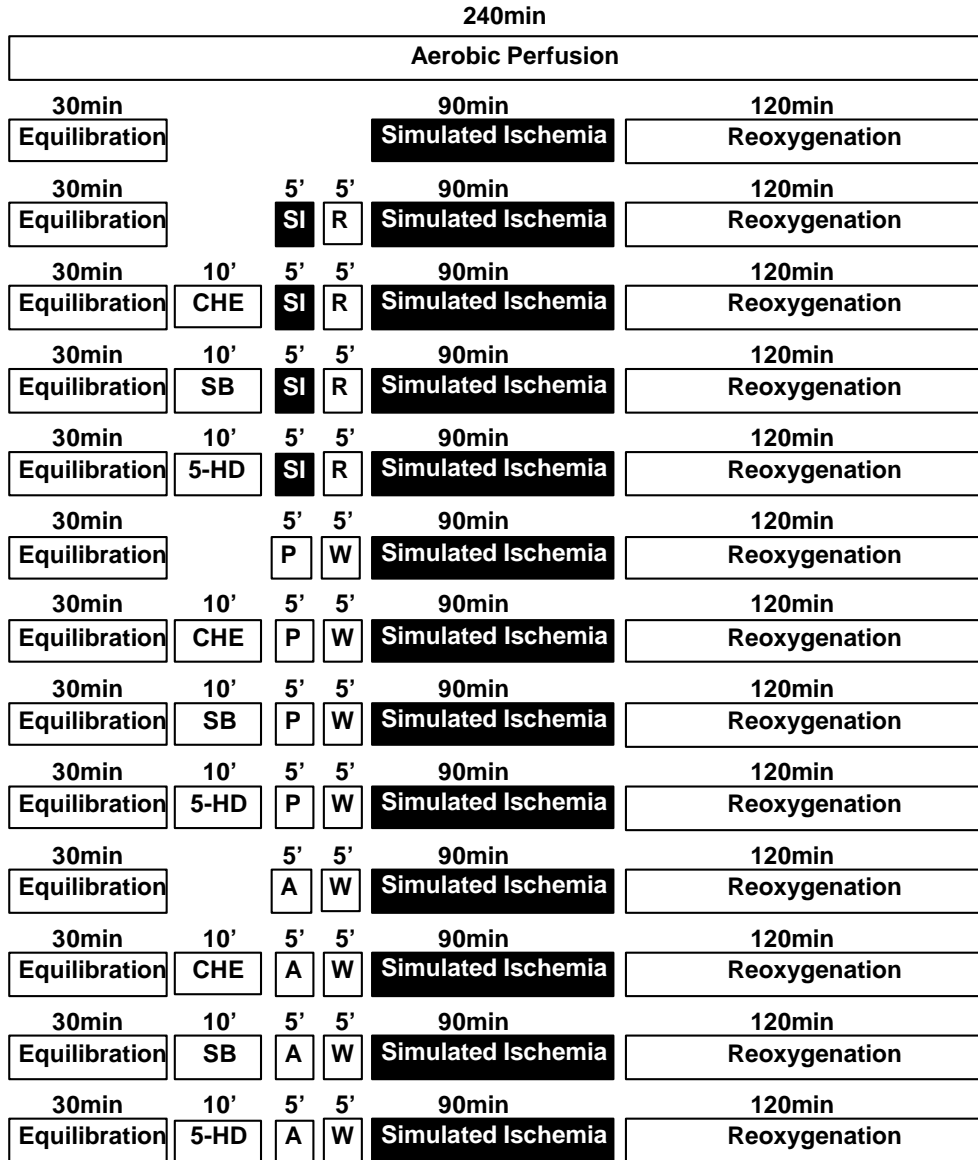 240min
Aerobic Perfusion
30min 90min 120min
Equilibration Simulated Ischemia Reoxygenation
30min 5’ 5’ 90min 120min
Equilibration SI R Simulated Ischemia Reoxygenation
30min 10’ 5’ 5’ 90min 120min
Equilibration CHE SI R Simulated Ischemia Reoxygenation
30min 10’ 5’ 5’ 90min 120min
Equilibration SB SI R Simulated Ischemia Reoxygenation
30min 10’ 5’ 5’ 90min 120min
Equilibration 5-HD SI R Simulated Ischemia Reoxygenation
30min 5’ 5’ 90min 120min
Equilibration P W Simulated Ischemia Reoxygenation
30min 10’ 5’ 5’ 90min 120min
Equilibration CHE P W Simulated Ischemia Reoxygenation
30min 10’ 5’ 5’ 90min 120min
Equilibration SB P W Simulated Ischemia Reoxygenation
30min 10’ 5’ 5’ 90min 120min
Equilibration 5-HD P W Simulated Ischemia Reoxygenation
30min 5’ 5’ 90min 120min
Equilibration A W Simulated Ischemia Reoxygenation
30min 10’ 5’ 5’ 90min 120min
Equilibration CHE A W Simulated Ischemia Reoxygenation
30min 10’ 5’ 5’ 90min 120min
Equilibration SB A W Simulated Ischemia Reoxygenation
30min 10’ 5’ 5’ 90min 120min
Equilibration 5-HD A W Simulated Ischemia Reoxygenation